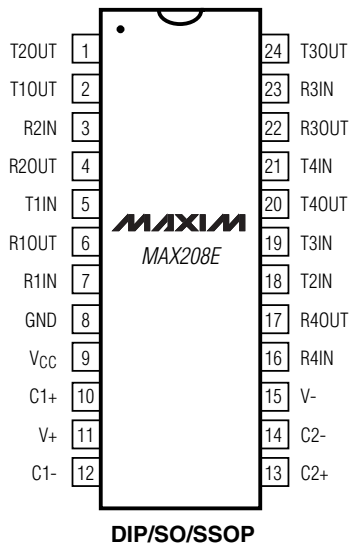 T2OUT 1 24 T3OUT
T1OUT 2 23 R3IN
R2IN 3 22 R3OUT
R2OUT 4 21 T4IN
T1IN 5 20 T4OUT
MAXIM
R1OUT 6 19 T3IN
MAX208E
R1IN 7 18 T2IN
GND 8 17 R4OUT
VCC 9 16 R4IN
C1+ 10 15 V-
V+ 11 14 C2-
C1- 12 13 C2+
DIP/SO/SSOP